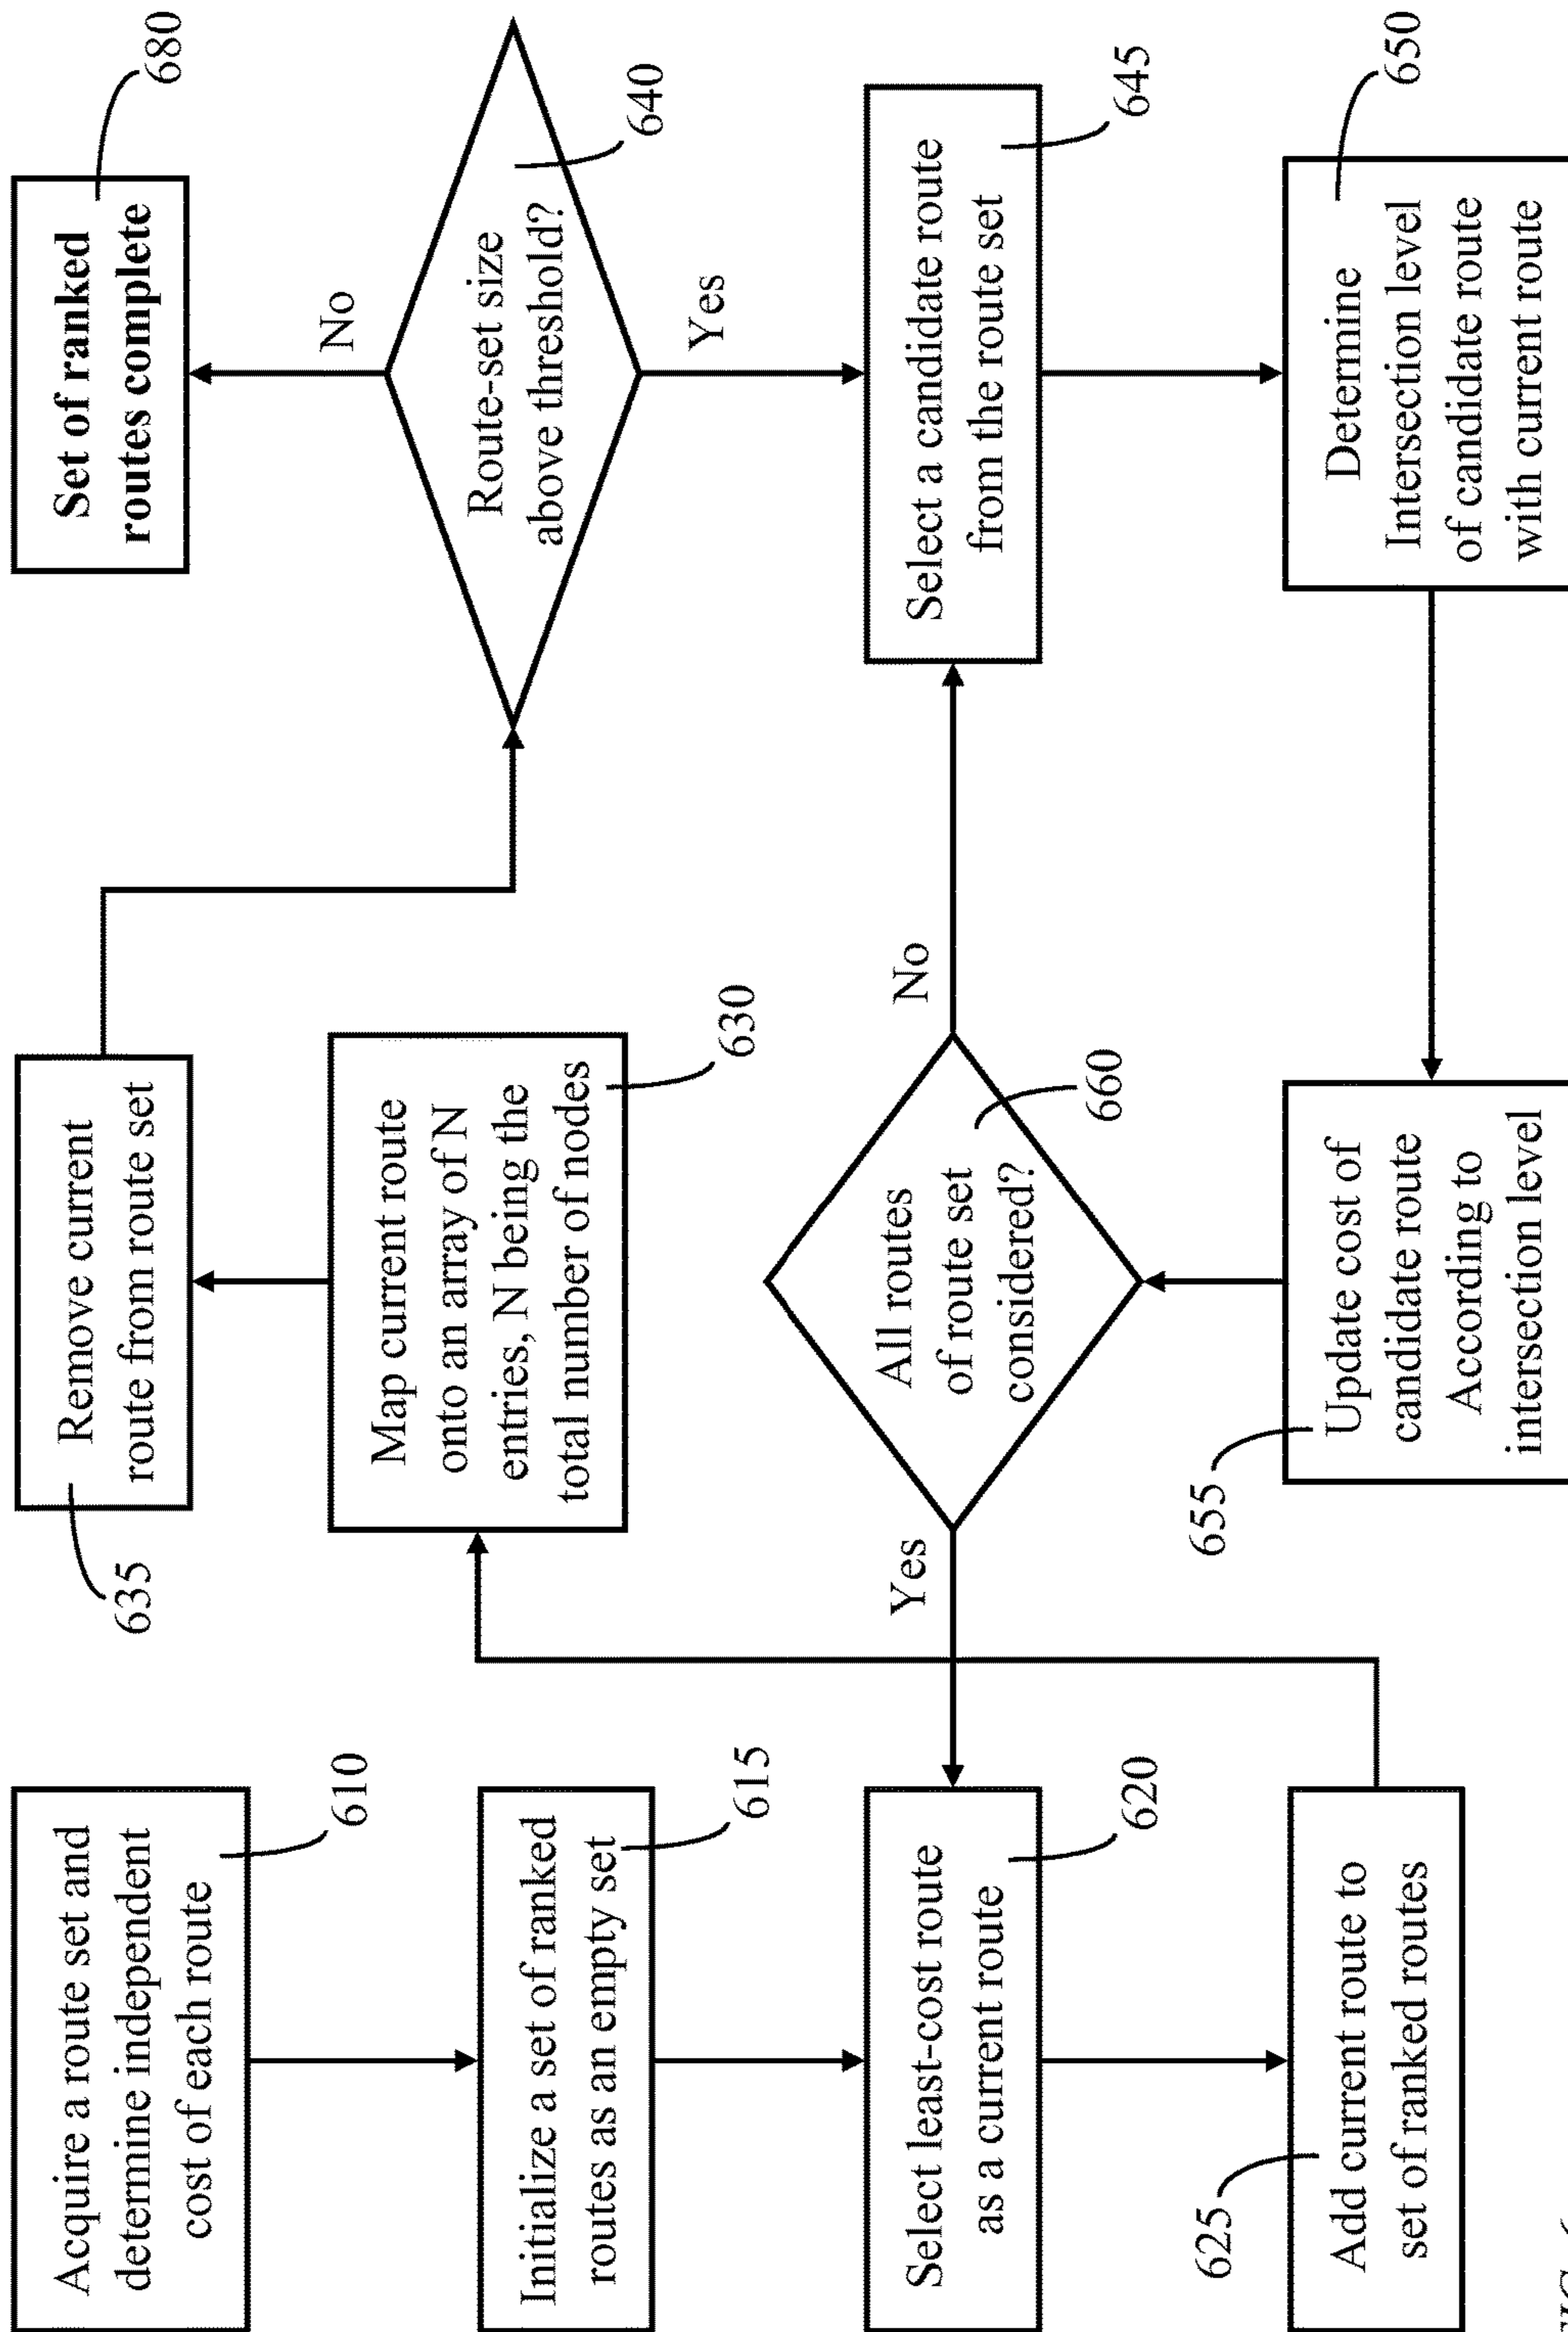 Acquire a route set and
determine independent
cost of each route
610
Initialize a set of ranked
routes as an empty set
615
Select least-cost route
as a current route
620
625
Add current route to
set of ranked routes
635
Remove current
route from route set
Map current route
onto an array of N
entries, N being the
total number of nodes
630
Yes
All routes
of route set
considered?
660
No
655
Update cost of
candidate route
According to
intersection level
Set of ranked
routes complete
680
No
Route-set size
above threshold?
640
Yes
Select a candidate route
from the route set
645
Determine
Intersection level
of candidate route
with current route
650